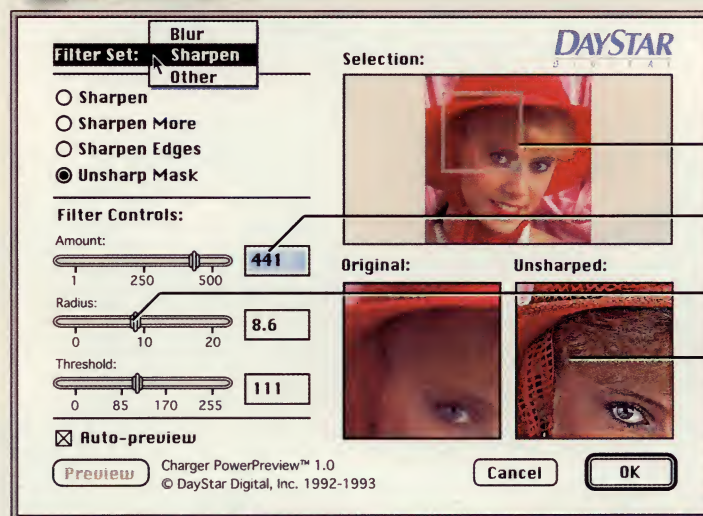 Blur
Filter Set: Sharpen
Other
Sharpen
Sharpen More
Sharpen Edges
Unsharp Mask
Filter Controls:
Amount:
441
1 250 500
Radius:
8.6
0 10 20
Threshold:
111
0 85 170 255
Auto-preview
Preview
Charger PowerPreview™ 1.0
© DayStar Digital, Inc. 1992-1993
DAYSTAR
DIGITAL
Selection:
Original: Unsharped:
Cancel OK